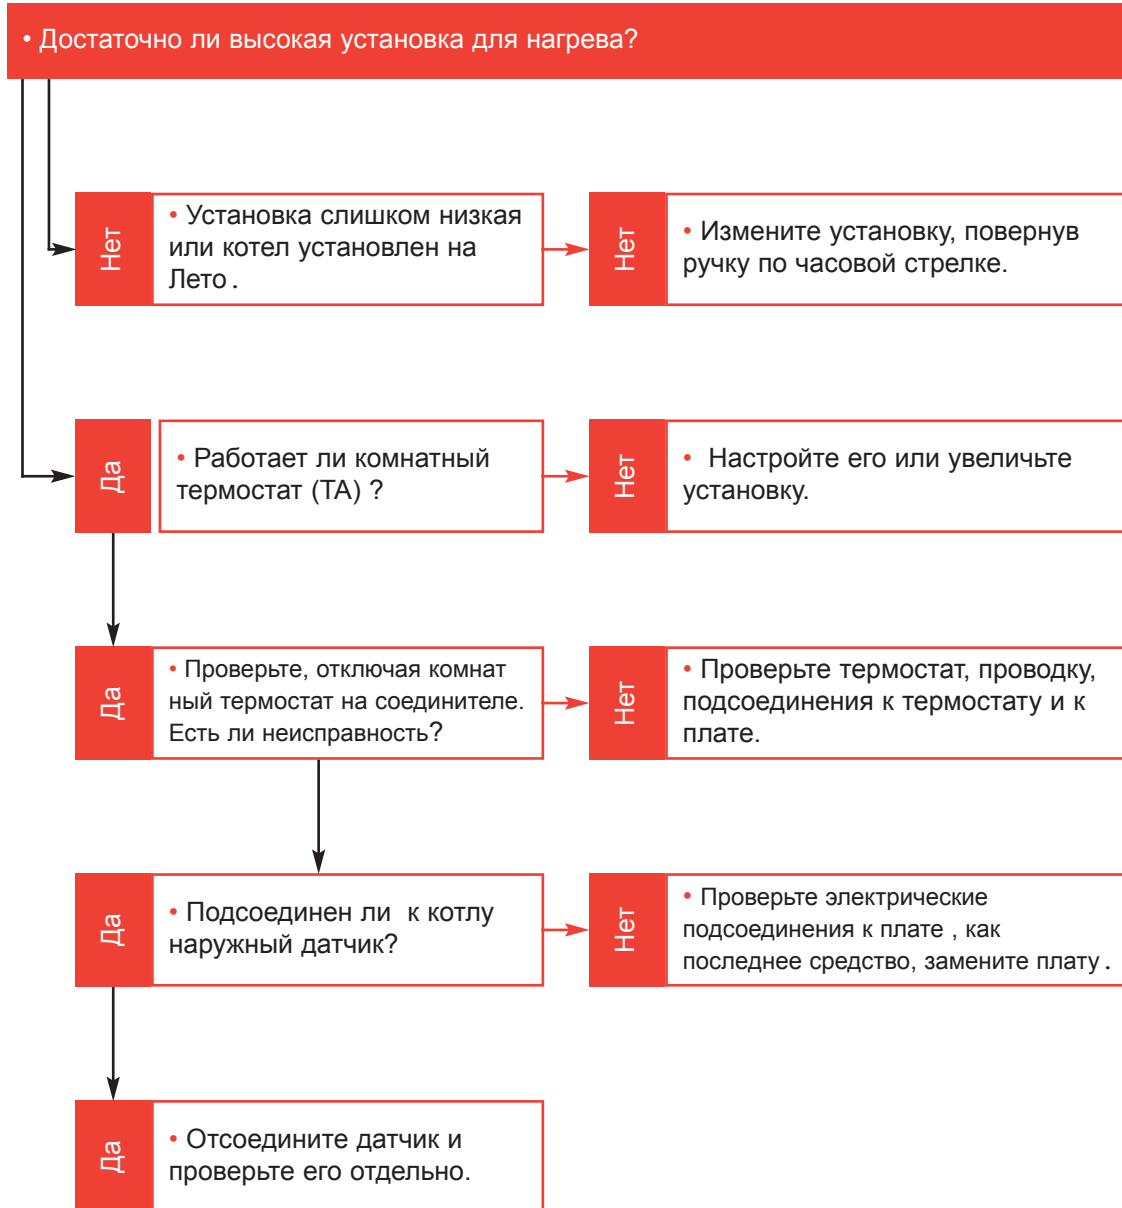 • Достаточно ли высокая установка для нагрева?
Нет
• Установка слишком низкая
или котел установлен на
Лето .
Нет
• Измените установку, повернув
ручку по часовой стрелке.
Да
• Работает ли комнатный
термостат (ТА) ?
Нет
• Настройте его или увеличьте
установку.
Да
• Проверьте, отключая комнат
ный термостат на соединителе.
Есть ли неисправность?
Нет
• Проверьте термостат, проводку,
подсоединения к термостату и к
плате.
Да
• Подсоединен ли к котлу
наружный датчик?
Нет
• Проверьте электрические
подсоединения к плате , как
последнее средство, замените плату .
Да
• Отсоедините датчик и
проверьте его отдельно.